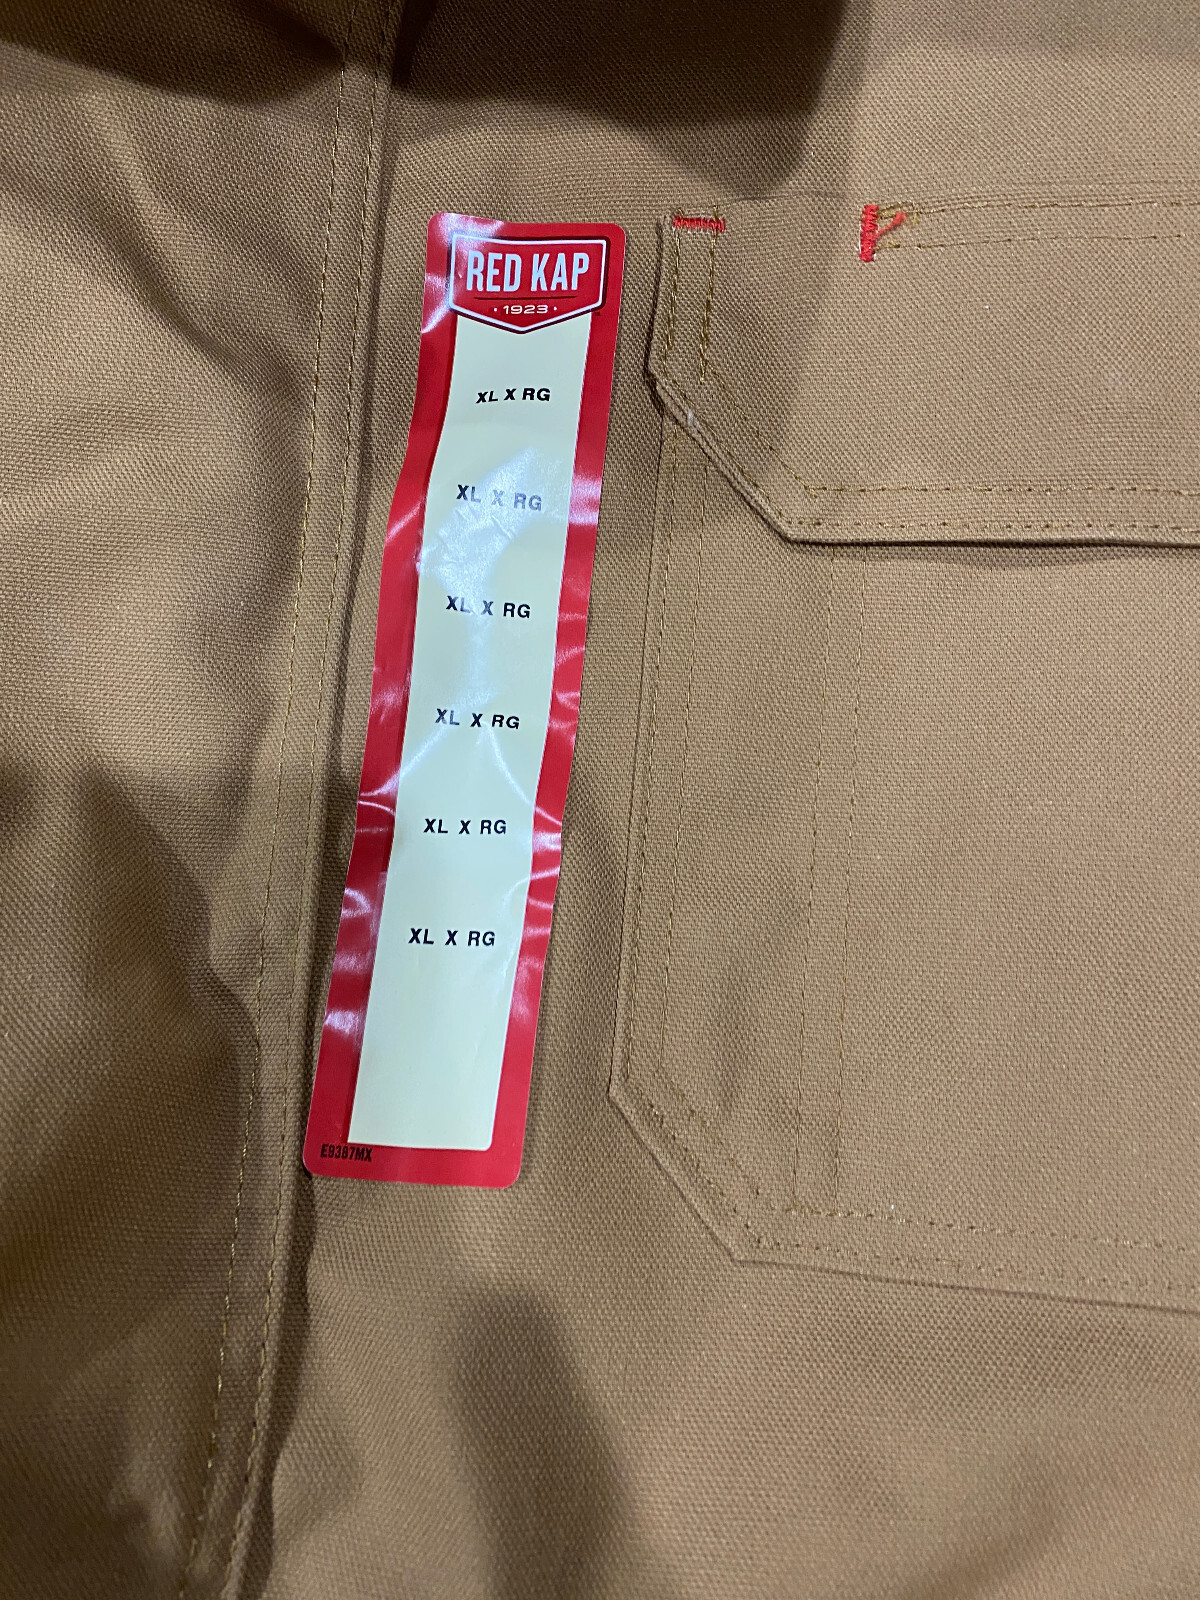 RED KAP
· 1923 ·
XL X RG
XL X RG
XL X RG
XL X RG
XL X RG
XL X RG
E9387MX